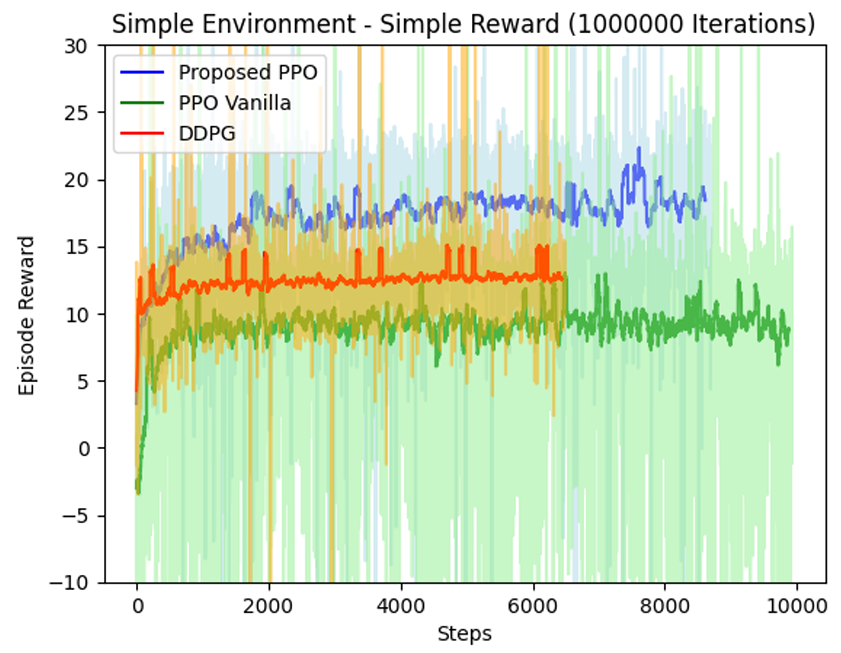 Simple Environment - Simple Reward (1000000 Iterations)
Proposed PPO
PPO Vanilla
DDPG
Episode Reward
30
25
20
15
10
5
0
−5
−10
0 2000 4000 6000 8000 10000
Steps